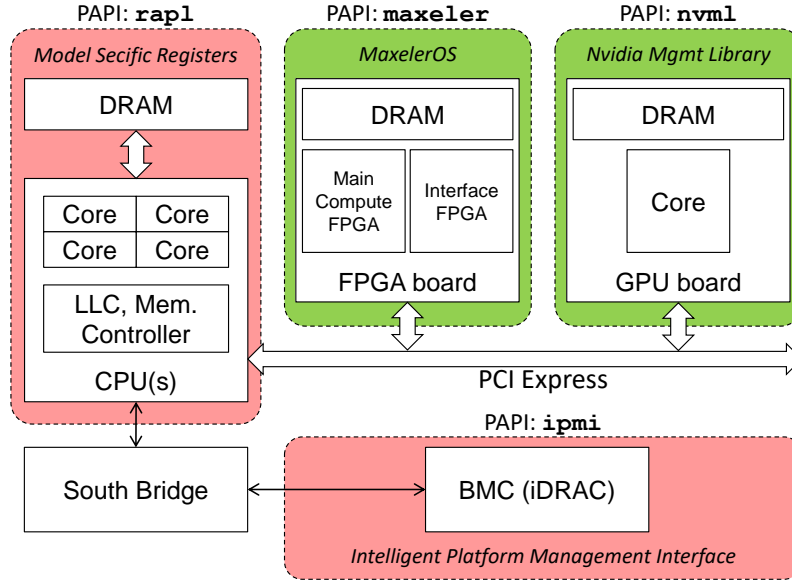 PAPI: rapl
Model Secific Registers
DRAM
Core Core
Core Core
LLC, Mem.
Controller
CPU(s)
PAPI: maxeler
MaxelerOS
DRAM
Main
Compute
FPGA
Interface
FPGA
FPGA board
PAPI: nvml
Nvidia Mgmt Library
DRAM
Core
GPU board
PCI Express
South Bridge
PAPI: ipmi
BMC (iDRAC)
Intelligent Platform Management Interface